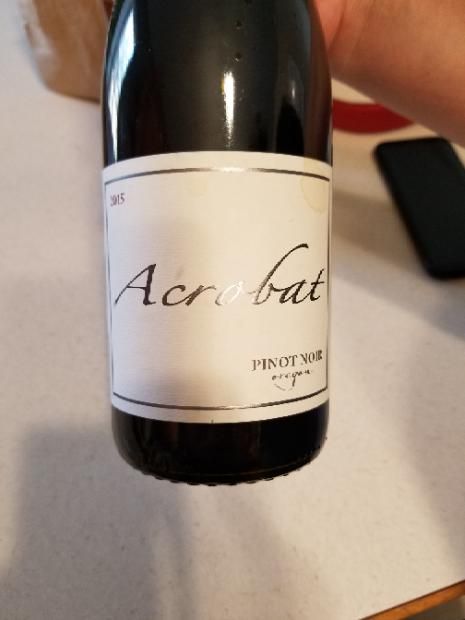 2015
Acrobat
PINOT NOIR
oregon